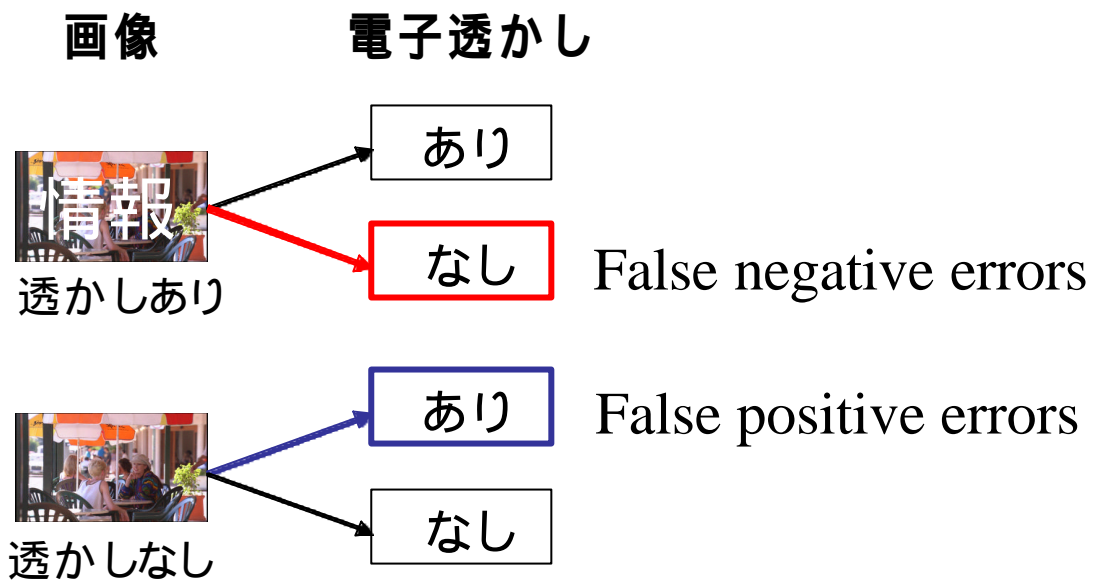 画像 電子透かし
あり
情報
なし False negative errors
透かしあり
あり False positive errors
なし
透かしなし